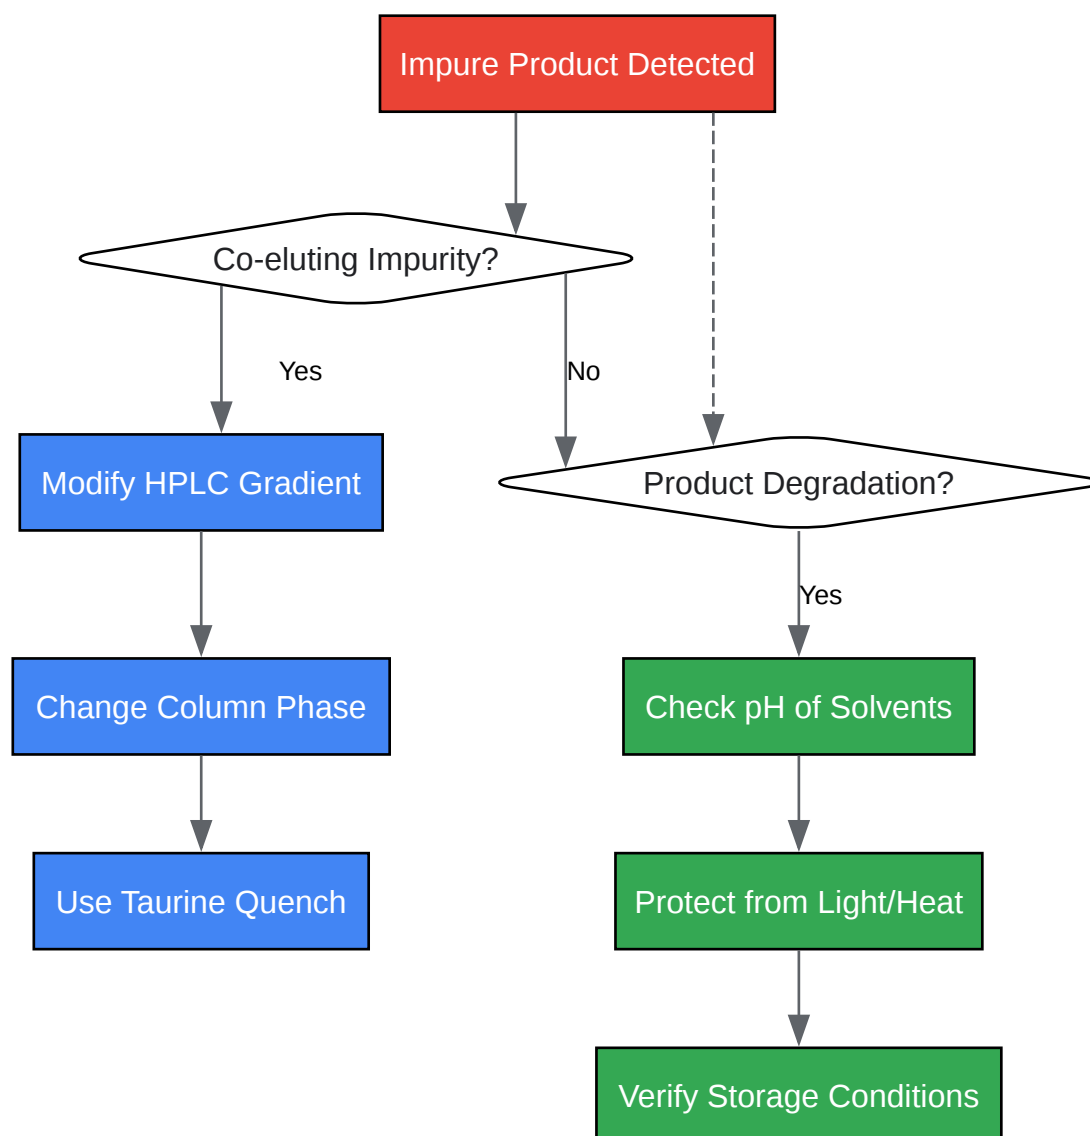 Impure Product Detected
Co-eluting Impurity?
Yes
No
Modify HPLC Gradient
Product Degradation?
Yes
Change Column Phase
Check pH of Solvents
Use Taurine Quench
Protect from Light/Heat
Verify Storage Conditions